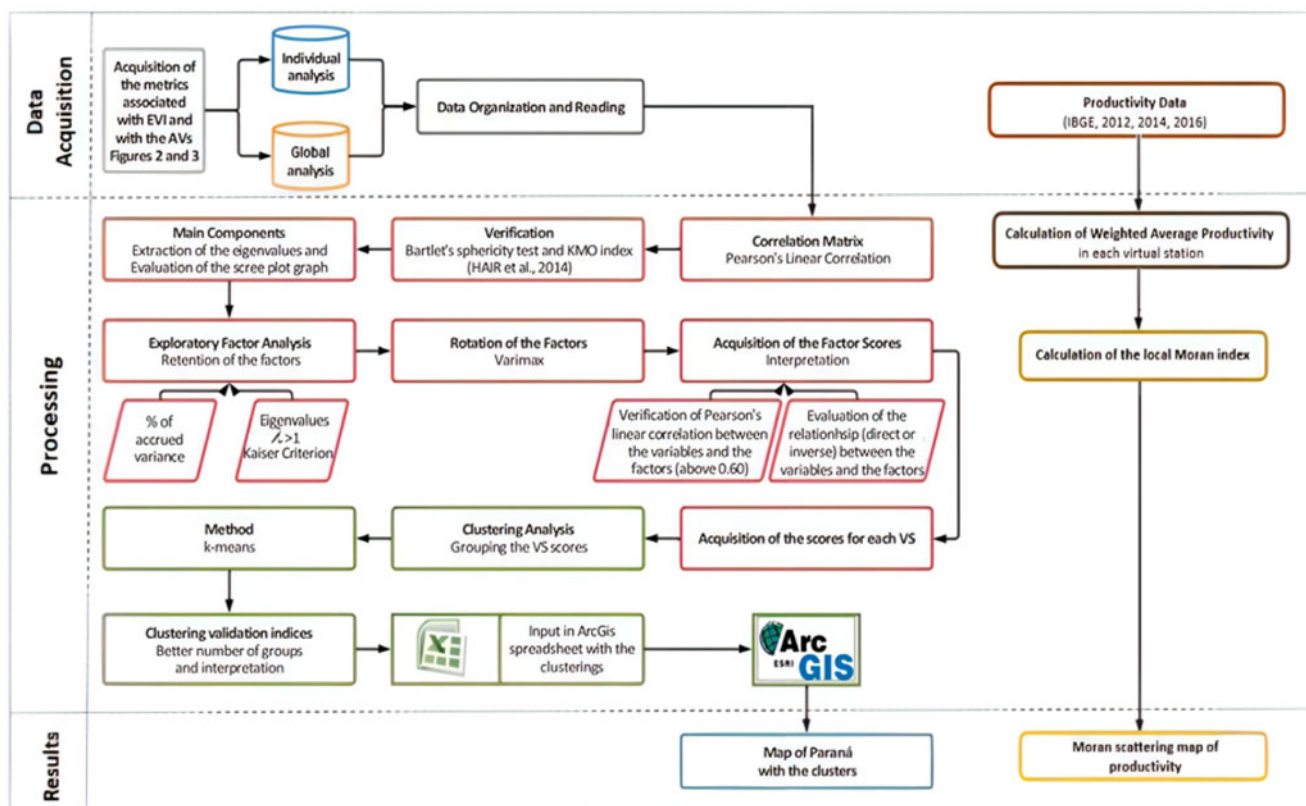 Data
Acquisition
Acquisition of
the metrics
associated
with EVI and
with the AVs
Figures 2 and 3
Individual
analysis
Global
analysis
Data Organization and Reading
Productivity Data
(IBGE, 2012, 2014, 2016)
Processing
Main Components
Extraction of the eigenvalues and
Evaluation of the scree plot graph
Verification
Bartlet's sphericity test and KMO index
(HAIR et al., 2014)
Correlation Matrix
Pearson's Linear Correlation
Calculation of Weighted Average Productivity
in each virtual station
Exploratory Factor Analysis
Retention of the factors
Rotation of the Factors
Varimax
Acquisition of the Factor Scores
Interpretation
Calculation of the local Moran index
% of
accrued
variance
Eigenvalues
λ >1
Kaiser Criterion
Verification of Pearson's
linear correlation between
the variables and the
factors (above 0.60)
Evaluation of the
relationhsip (direct or
inverse) between the
variables and the factors
Method
k-means
Clustering Analysis
Grouping the VS scores
Acquisition of the scores for each VS
Clustering validation indices
Better number of groups
and interpretation
X
Input in ArcGis
spreadsheet with the
clusterings
Arc
ESRI
GIS
Results
Map of Paraná
with the clusters
Moran scattering map of
productivity